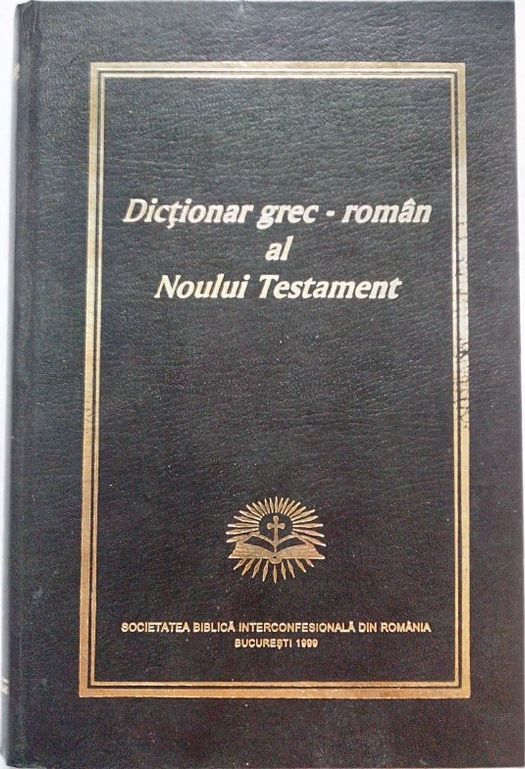 Dicţionar grec - român
al
Noului Testament
SOCIETATEA BIBLICĂ INTERCONFESIONALĂ DIN ROMÂNIA
BUCUREŞTI 1999